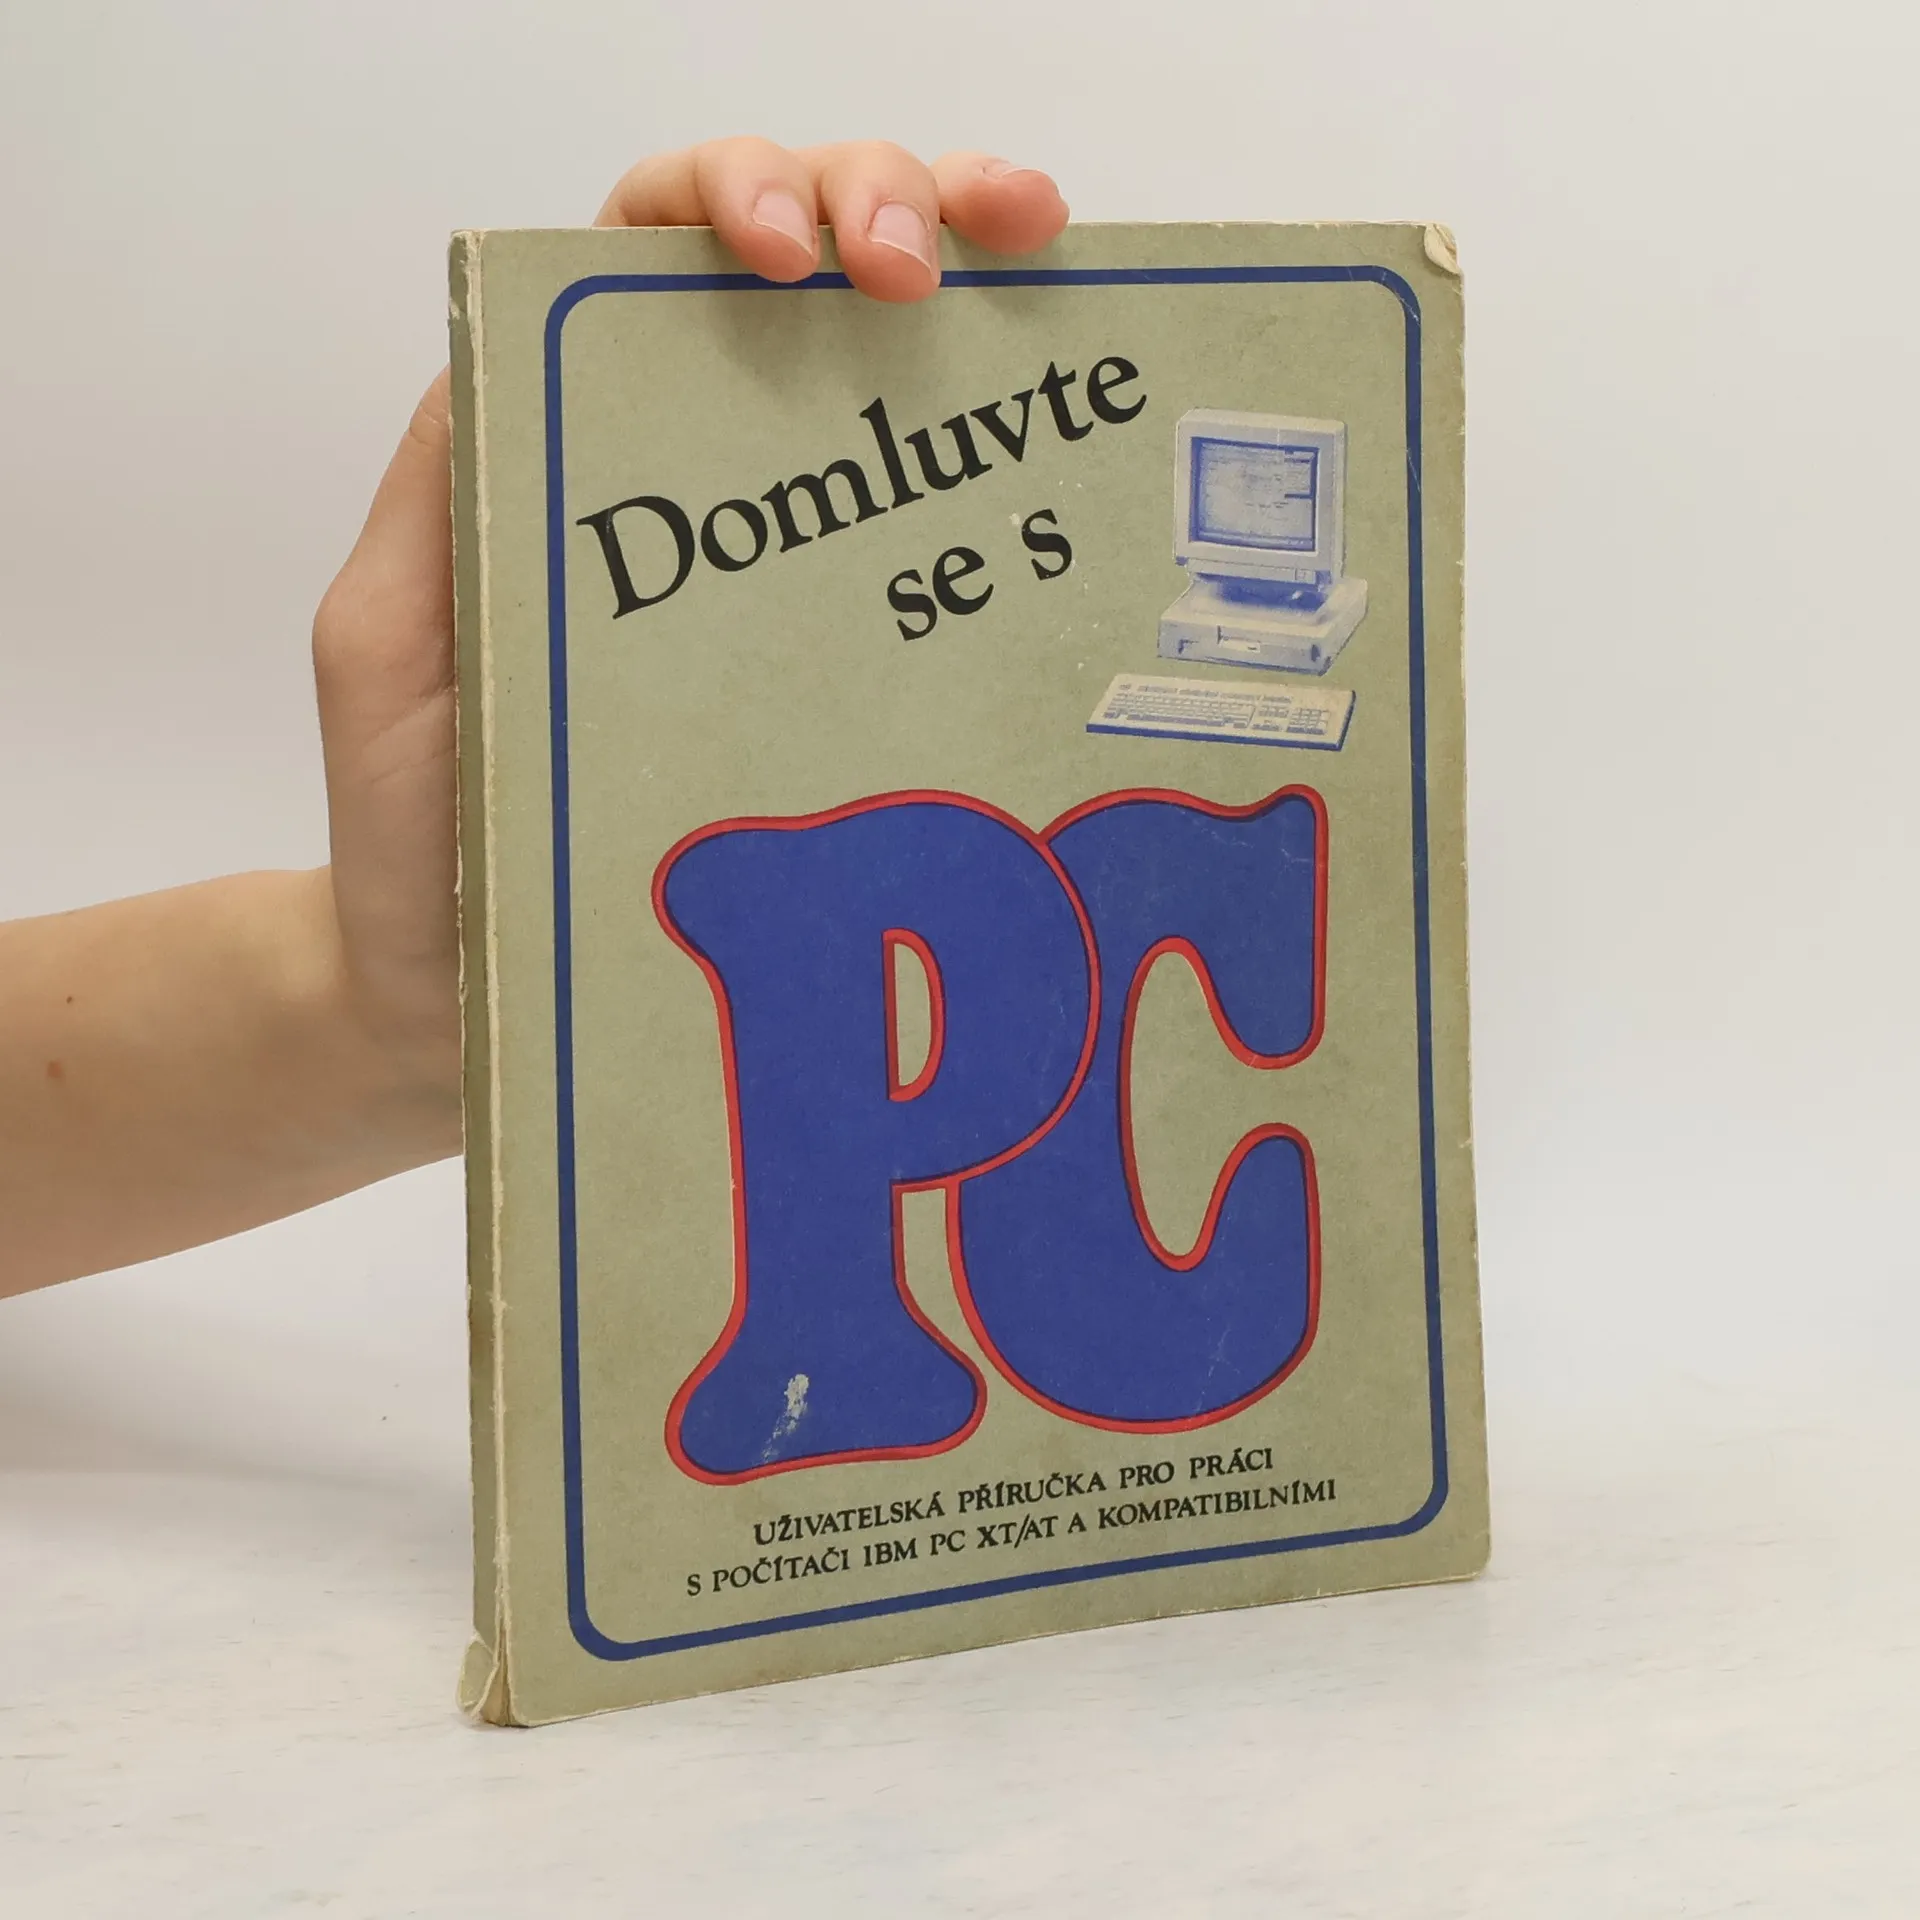 Domluvte
se s
PC
UŽIVATELSKÁ PŘÍRUČKA PRO PRÁCI
S POČÍTAČI IBM PC XT/AT A KOMPATIBILNÍMI